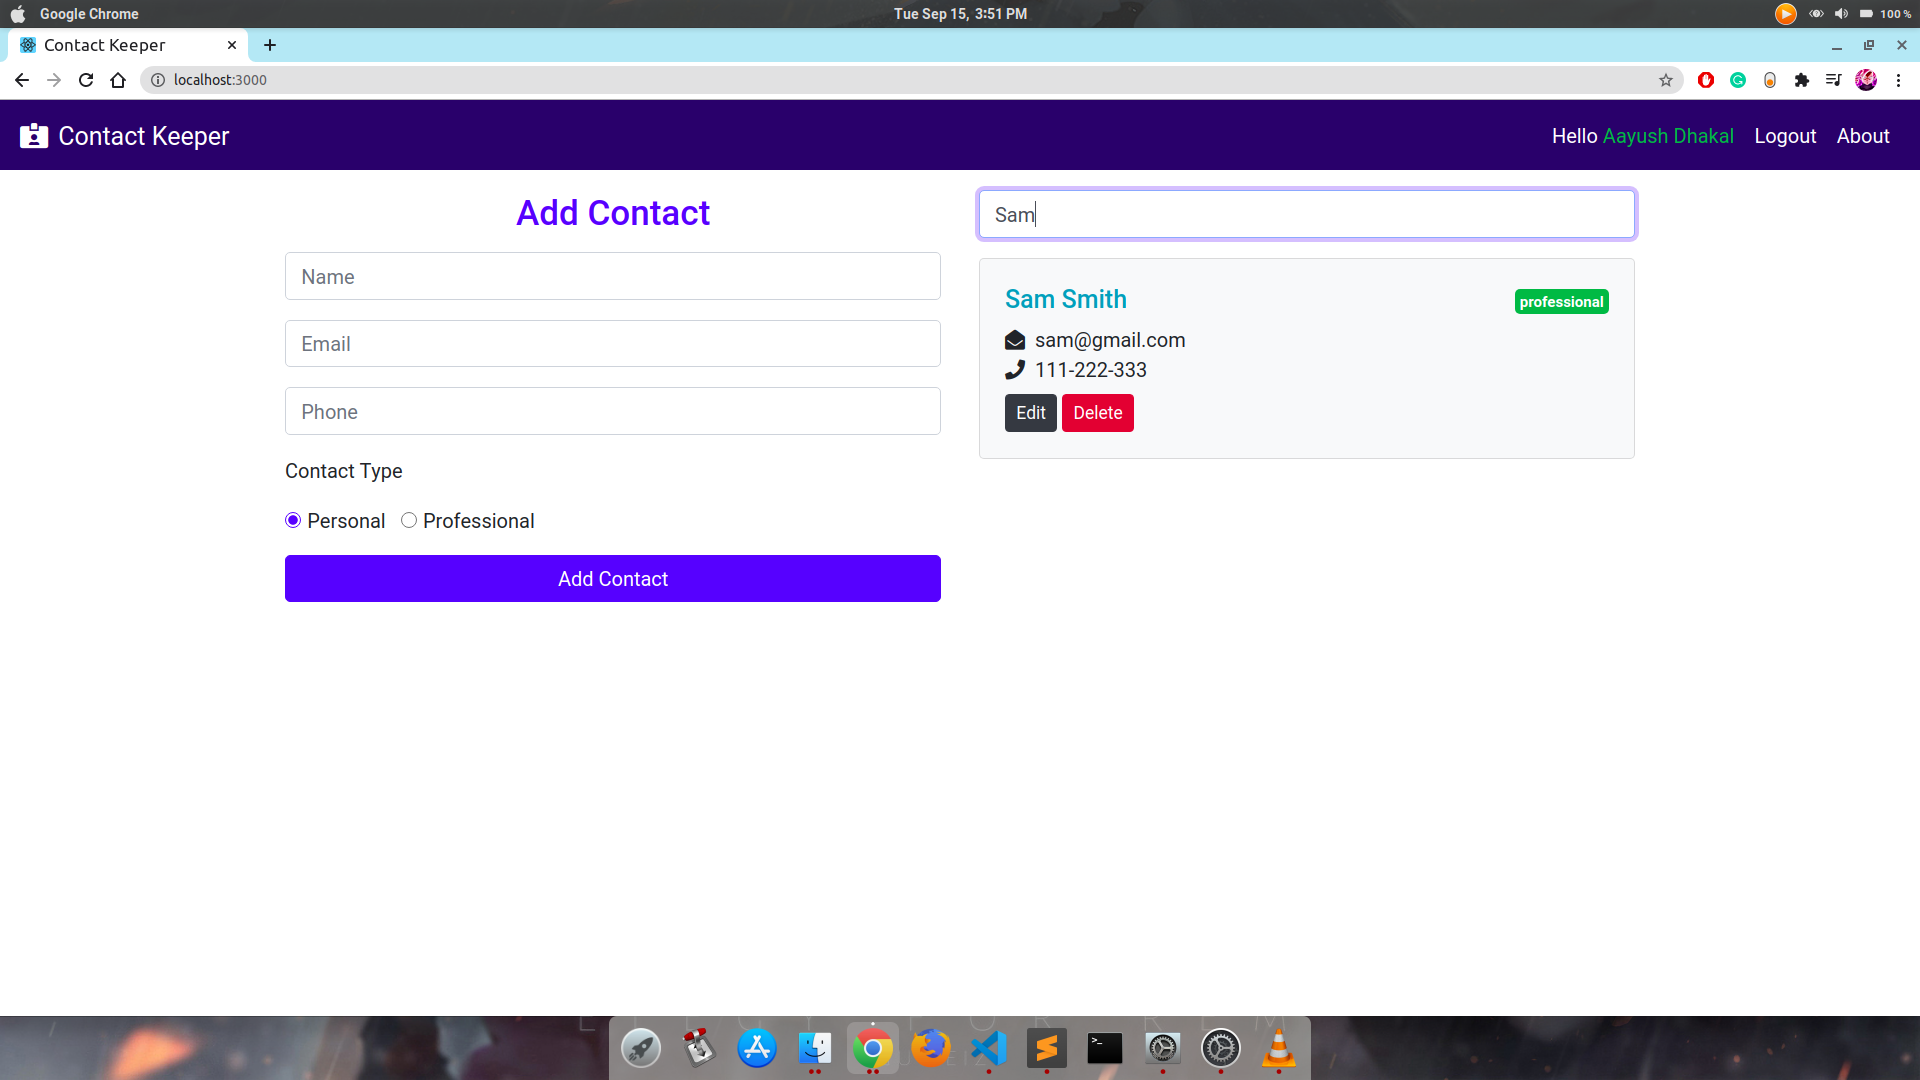 Google Chrome
Tue Sep 15, 3:51 PM
100 %
Contact Keeper
localhost:3000
Contact Keeper
Hello Aayush Dhakal Logout About
Add Contact
Name
Email
Phone
Contact Type
Personal Professional
Add Contact
Sam
Sam Smith
professional
sam@gmail.com
111-222-333
Edit Delete